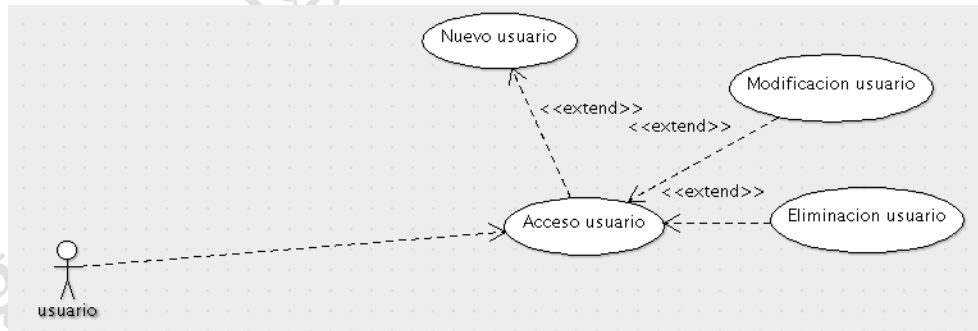 Nuevo usuario
Modificacion usuario
<<extend>>
<<extend>>
<<extend>>
Acceso usuario
Eliminacion usuario
usuario